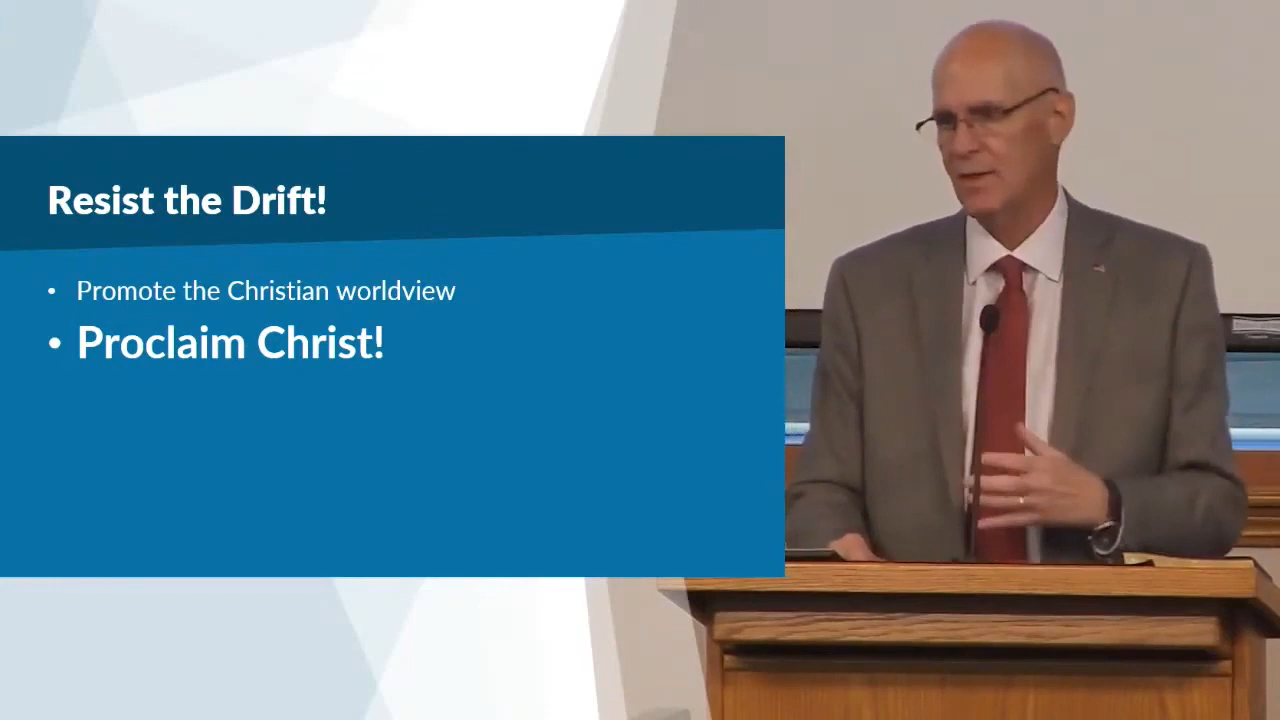 Resist the Drift!
• Promote the Christian worldview
• Proclaim Christ!